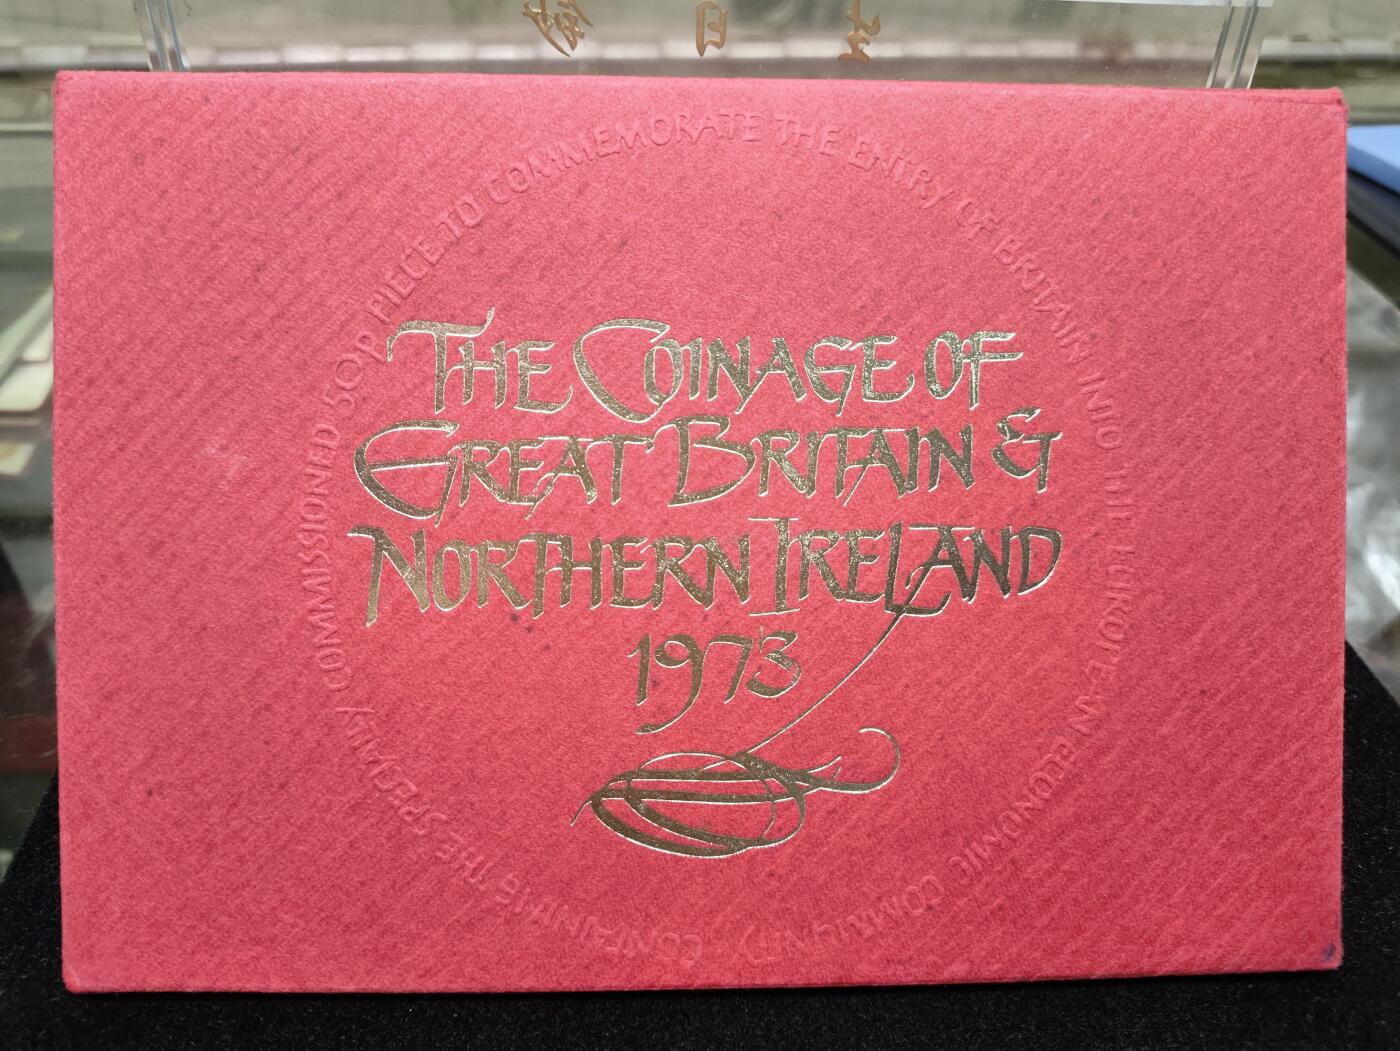 THE COINAGE OF
GREAT BRITAIN &
NORTHERN IRELAND
1973
CONTAINING THE SPECIALLY COMMISSIONED 50P PIECE TO COMMEMORATE THE ENTRY OF BRITAIN INTO THE EUROPEAN ECONOMIC COMMUNITY